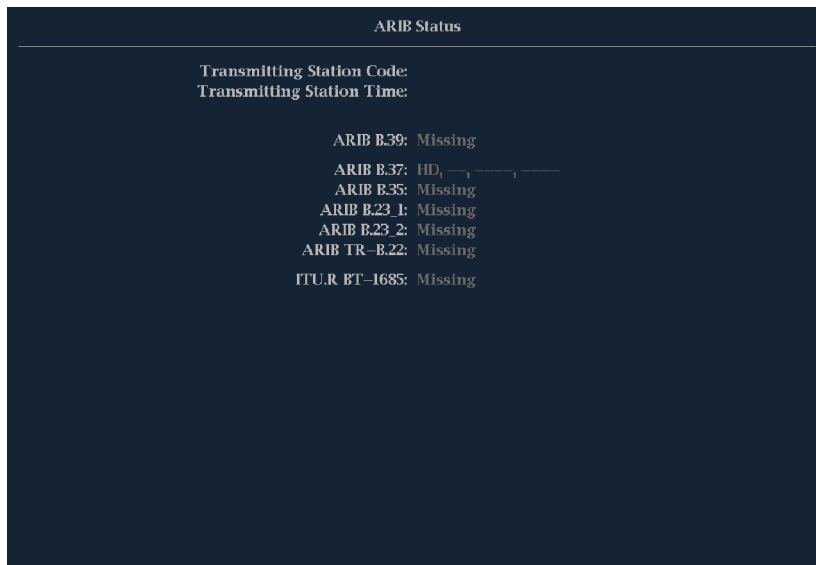 ARIB Status
Transmitting Station Code:
Transmitting Station Time:
ARIB B.39: Missing
ARIB B.37: HD, --, ----, ----
ARIB B.35: Missing
ARIB B.23_1: Missing
ARIB B.23_2: Missing
ARIB TR-B.22: Missing
ITU.R BT-1685: Missing